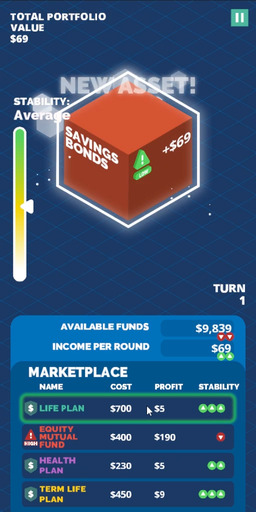 TOTAL PORTFOLIO
VALUE
$69
NEW ASSET!
STABILITY:
Average
SAVINGS
BONDS
LOW
+$69
TURN
1
AVAILABLE FUNDS $9,839
INCOME PER ROUND $69
MARKETPLACE
NAME COST PROFIT STABILITY
LIFE PLAN $700 $5
EQUITY
MUTUAL
FUND $400 $190
HIGH
HEALTH
PLAN $230 $5
TERM LIFE
PLAN $450 $9